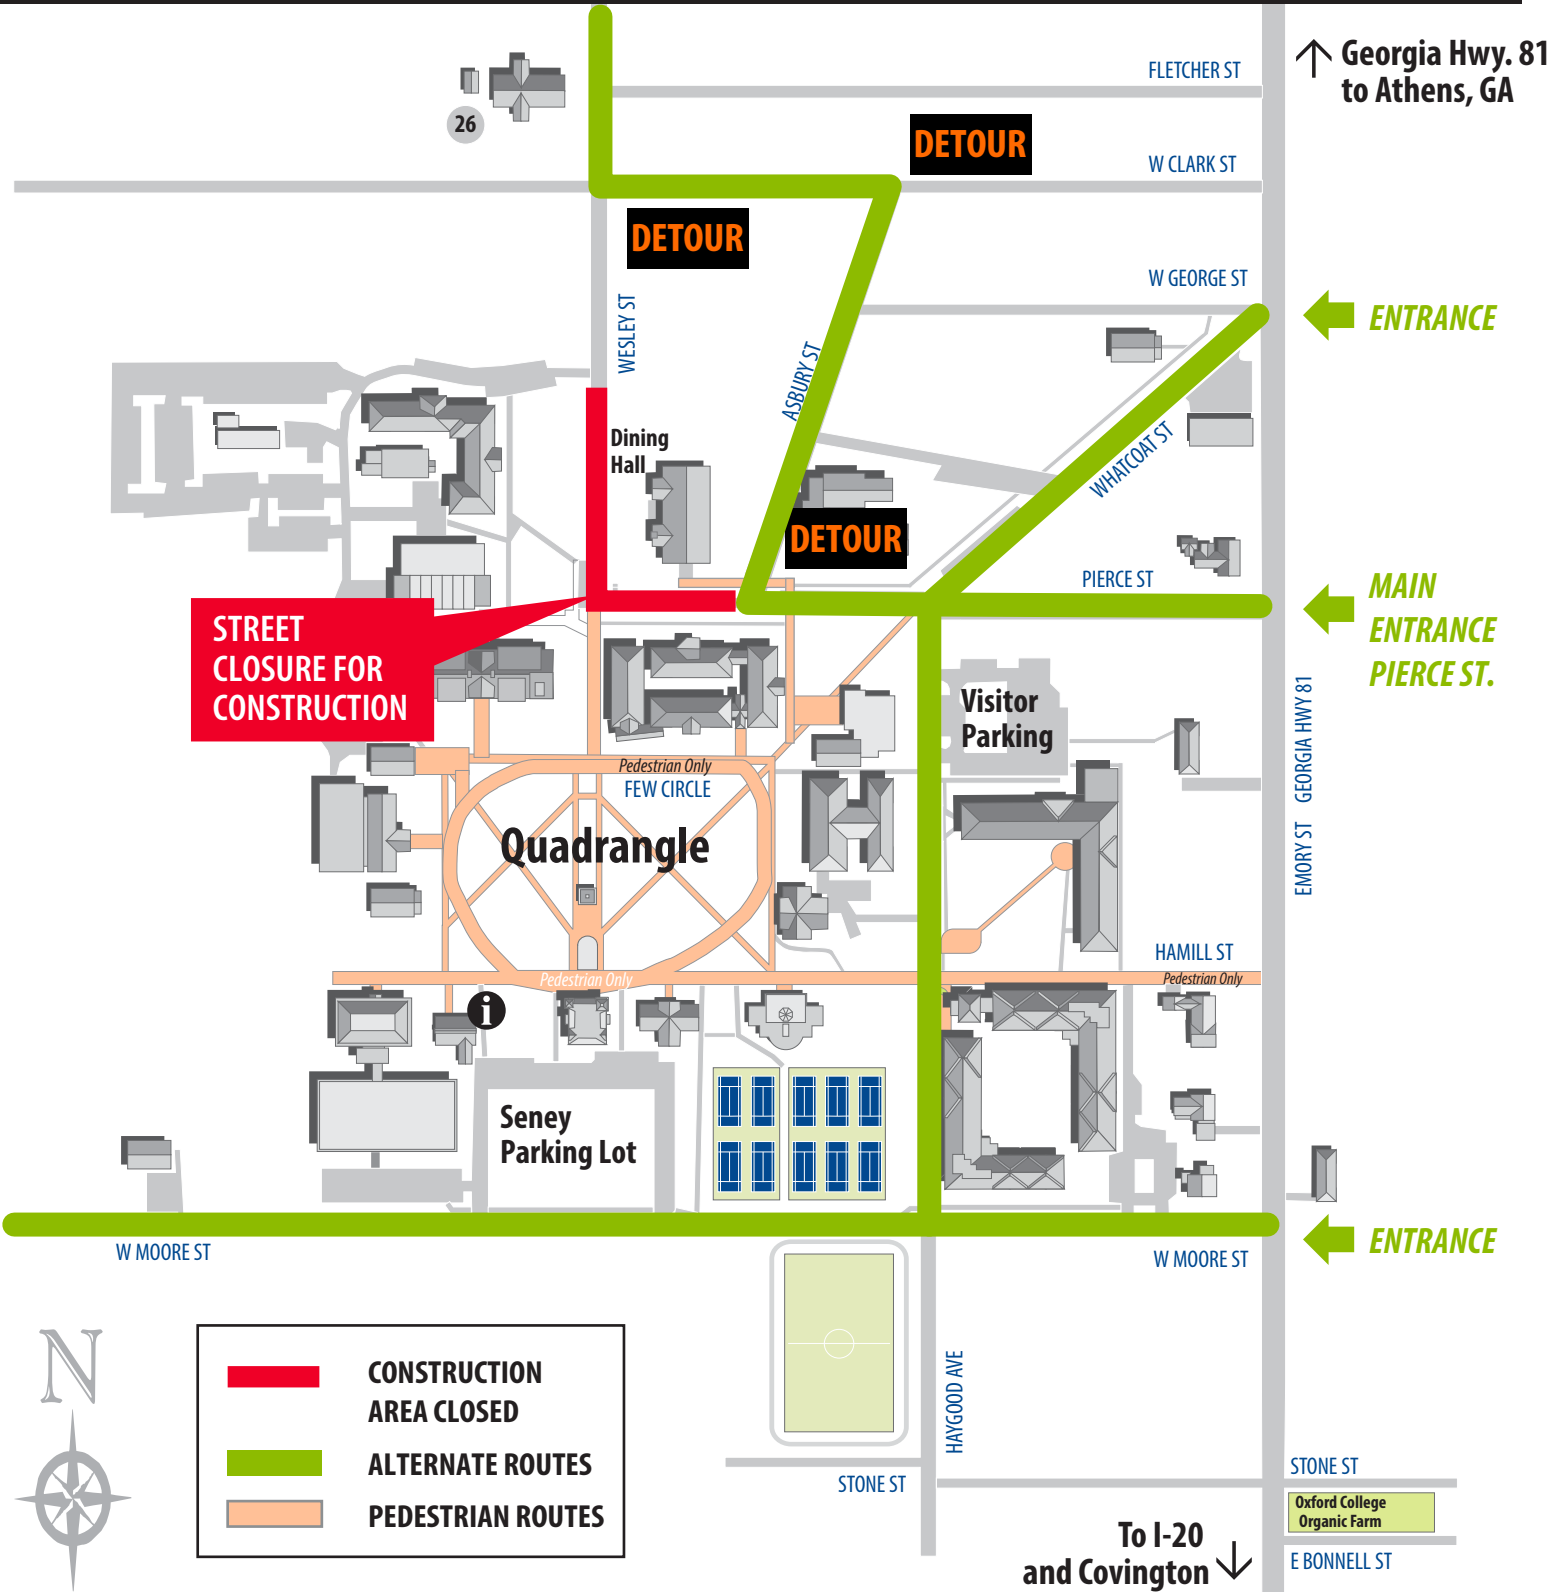 Georgia Hwy. 81
to Athens, GA
FLETCHER ST
26
DETOUR
W CLARK ST
DETOUR
W GEORGE ST
WESLEY ST
ENTRANCE
ASBURY ST
Dining
Hall
WHATCOAT ST
DETOUR
PIERCE ST
MAIN
ENTRANCE
PIERCE ST.
STREET
CLOSURE FOR
CONSTRUCTION
Visitor
Parking
EMORY ST GEORGIA HWY 81
Pedestrian Only
FEW CIRCLE
Quadrangle
HAMILL ST
Pedestrian Only
Pedestrian Only
i
Seney
Parking Lot
W MOORE ST
W MOORE ST
ENTRANCE
N
CONSTRUCTION
AREA CLOSED
ALTERNATE ROUTES
PEDESTRIAN ROUTES
HAYGOOD AVE
STONE ST
STONE ST
Oxford College
Organic Farm
To I-20
and Covington
E BONNELL ST